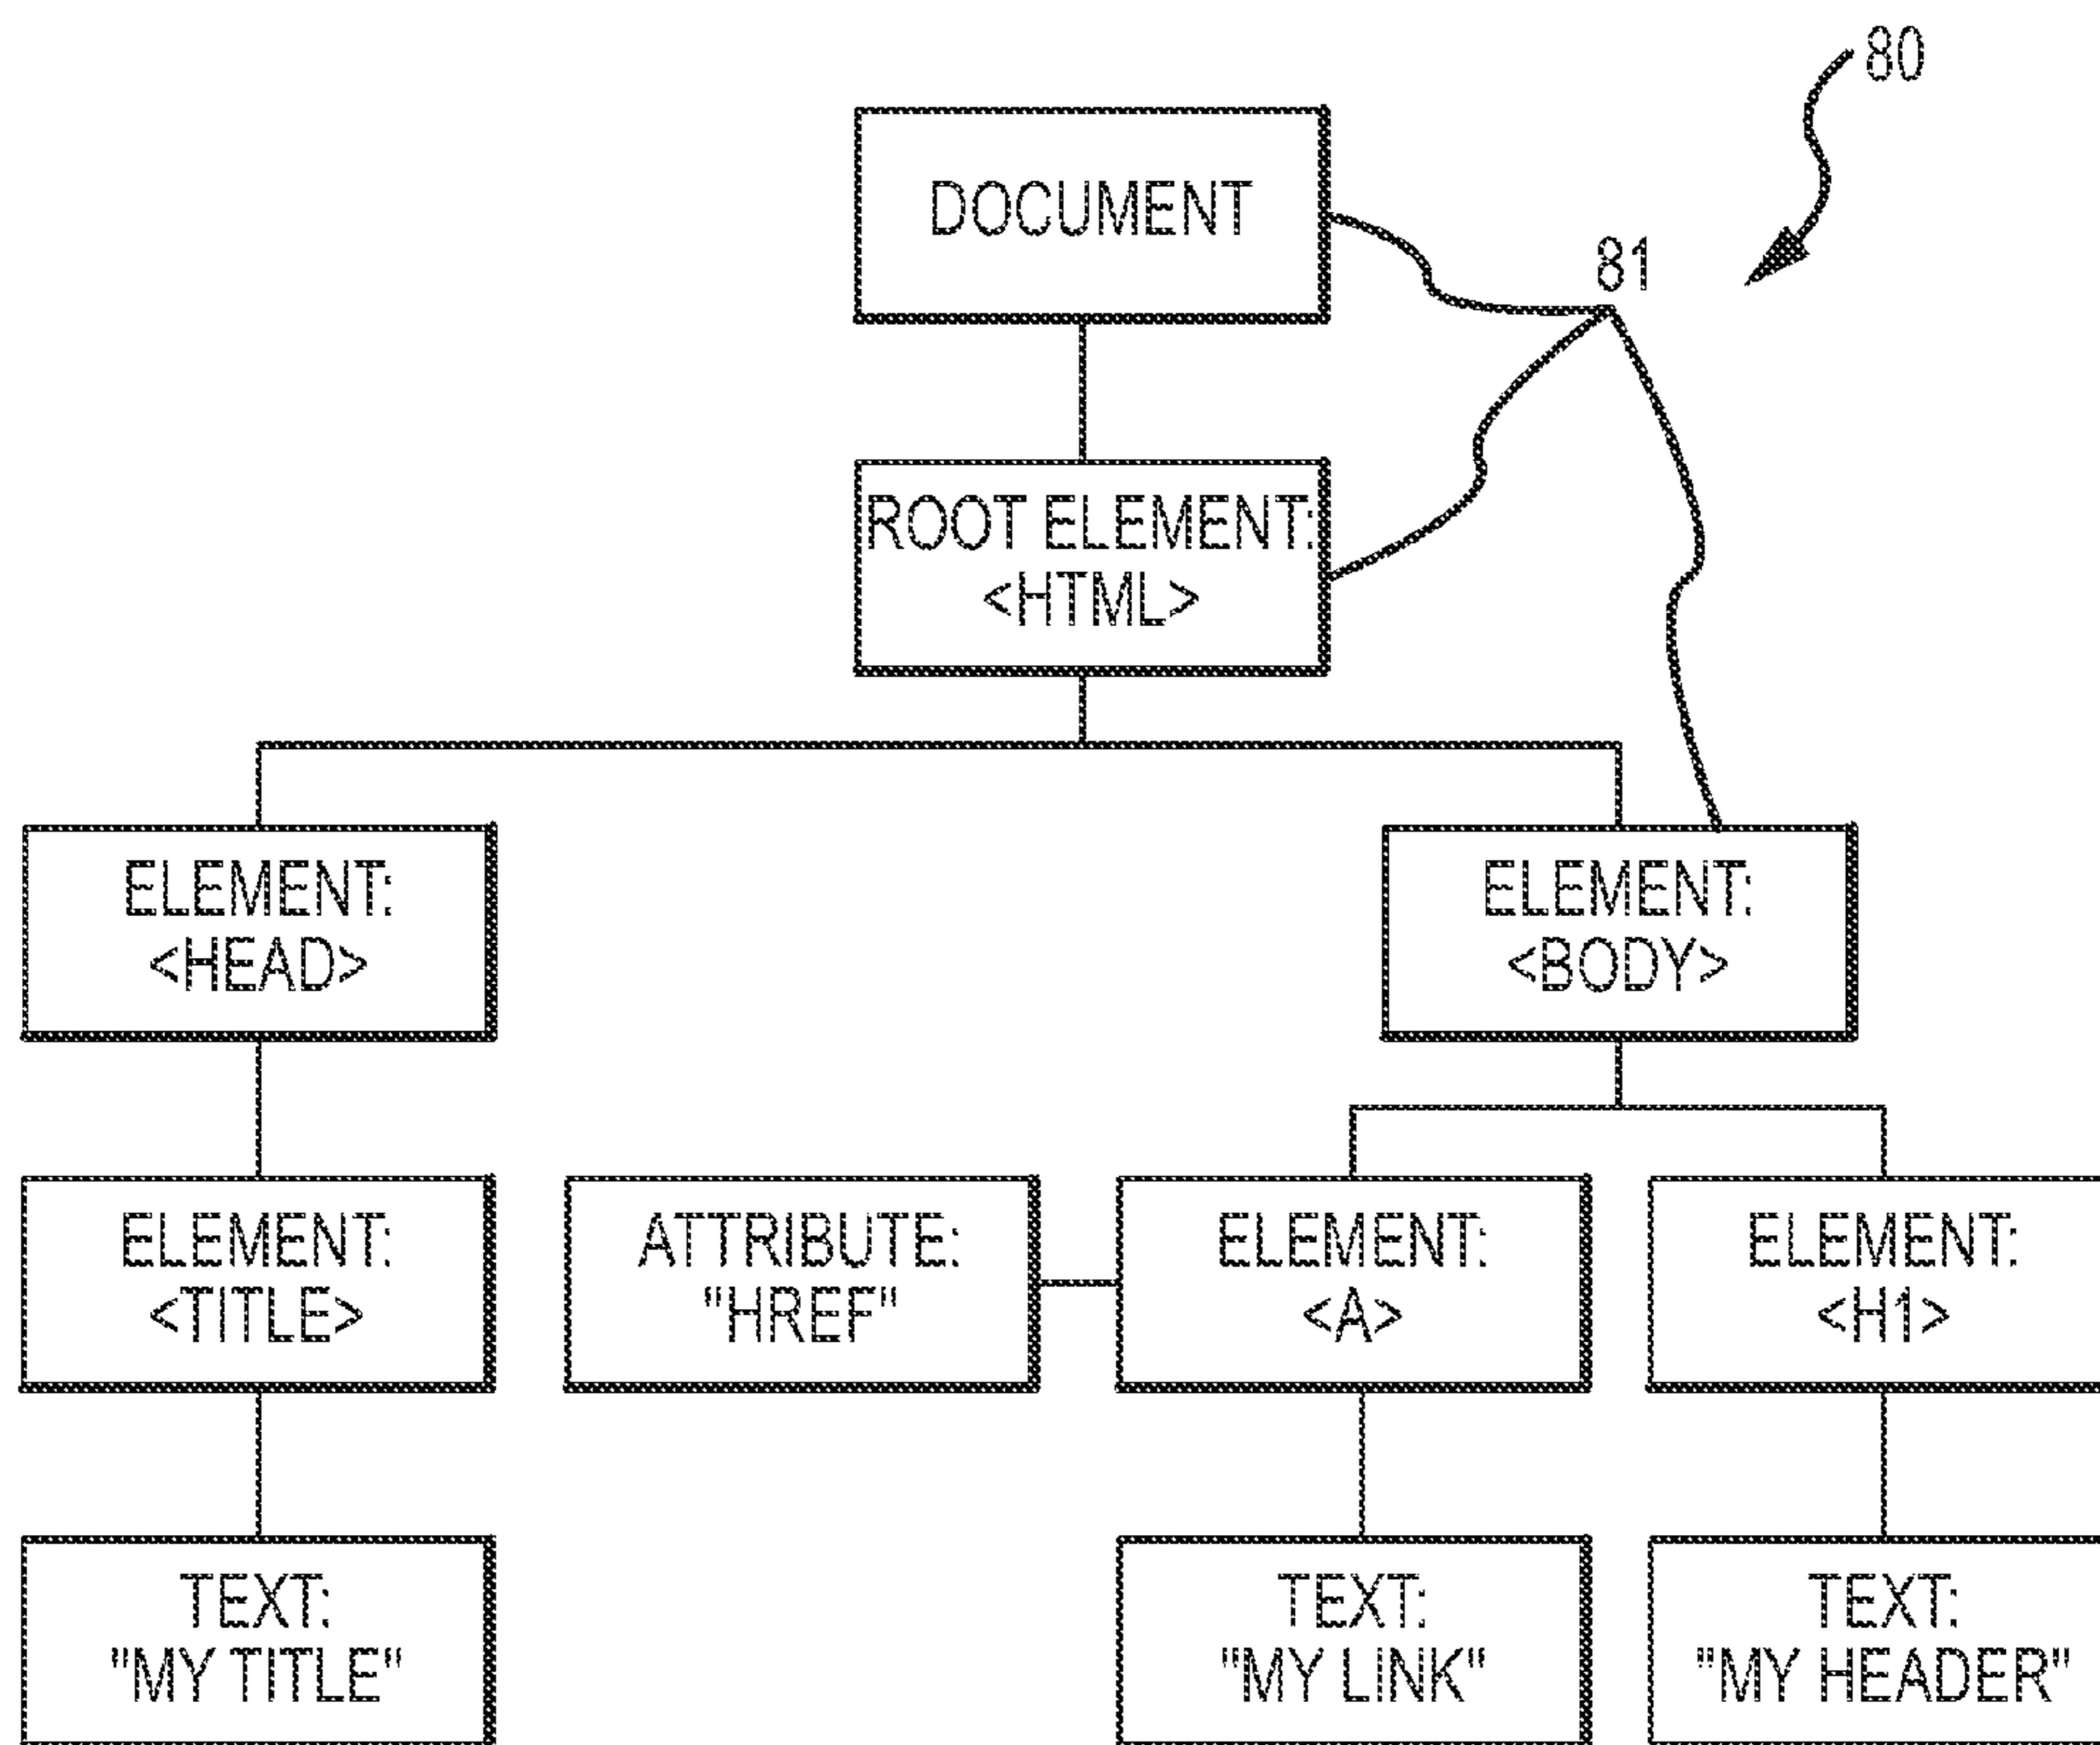 80
DOCUMENT
81
ROOT ELEMENT:
<HTML>
ELEMENT:
<HEAD>
ELEMENT:
<BODY>
ELEMENT:
<TITLE>
ATTRIBUTE:
"HREF"
ELEMENT:
<A>
ELEMENT:
<H1>
TEXT:
"MY TITLE"
TEXT:
"MY LINK"
TEXT:
"MY HEADER"